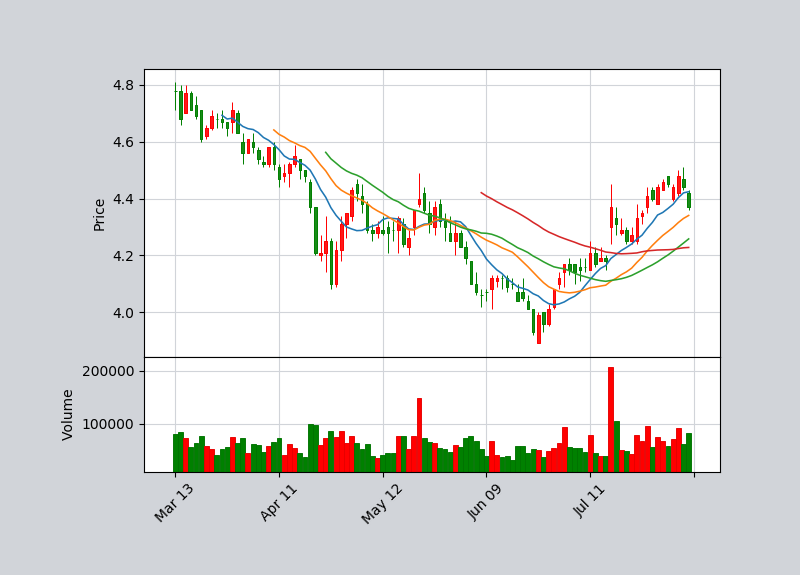 Price
4.8
4.6
4.4
4.2
4.0
Volume
200000
100000
Mar 13
Apr 11
May 12
Jun 09
Jul 11